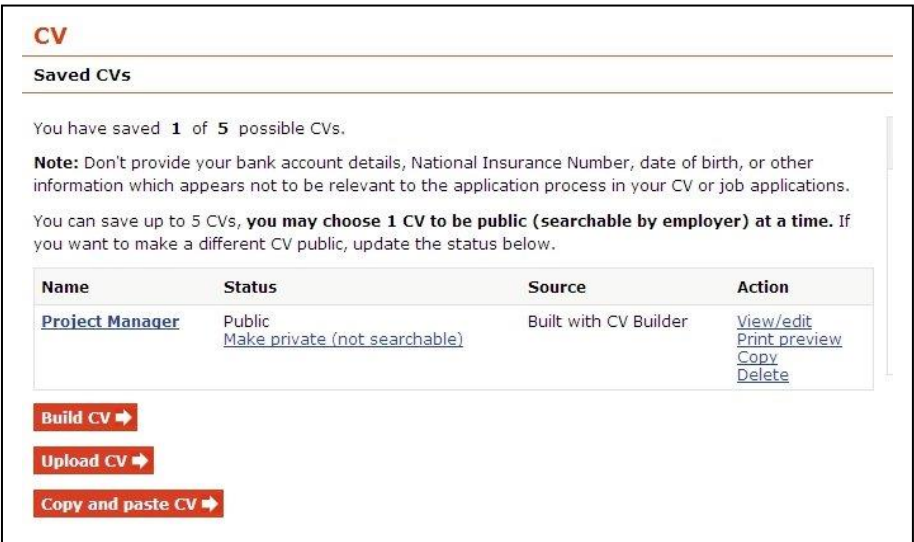 CV
Saved CVs
You have saved 1 of 5 possible CVs.
Note: Don't provide your bank account details, National Insurance Number, date of birth, or other
information which appears not to be relevant to the application process in your CV or job applications.
You can save up to 5 CVs, you may choose 1 CV to be public (searchable by employer) at a time. If
you want to make a different CV public, update the status below.
Name Status Source Action
Project Manager Public Built with CV Builder View/edit
Make private (not searchable) Print preview
Copy
Delete
Build CV
Upload CV
Copy and paste CV